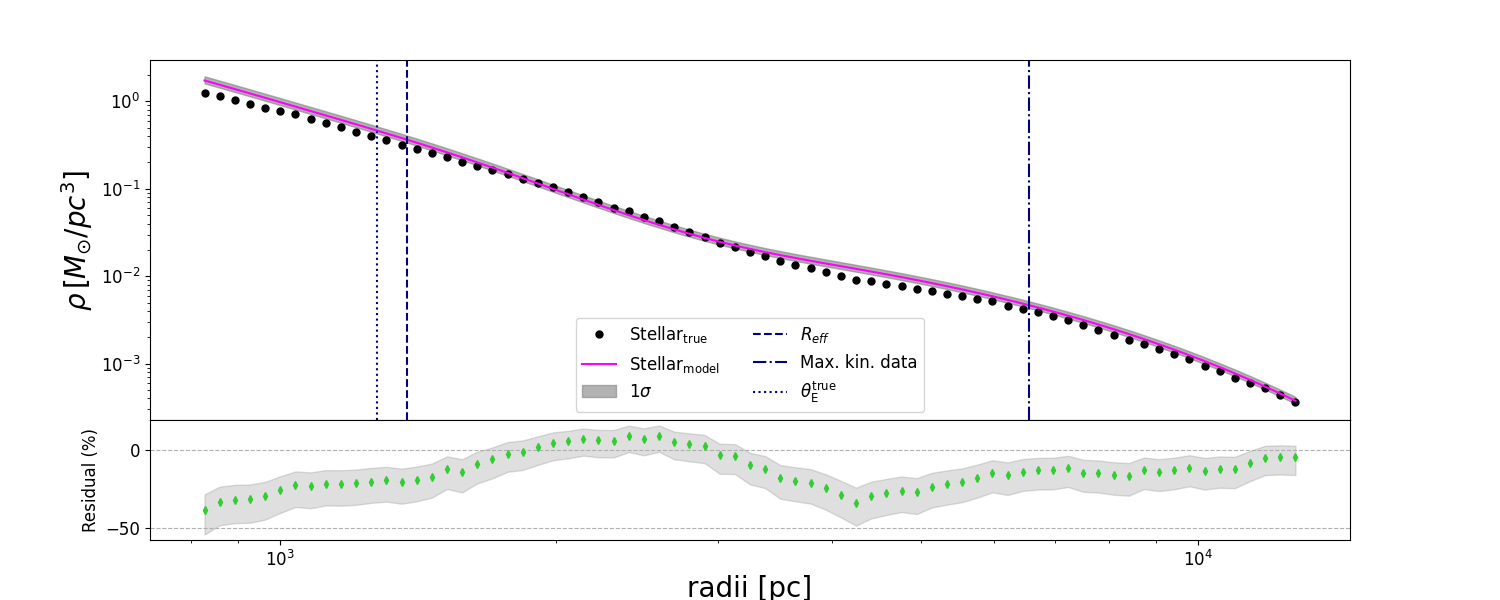 10⁰
10⁻¹
10⁻²
10⁻³
ρ [M⊙/pc³]
Stellar_true
Stellar_model
1σ
R_eff
Max. kin. data
θ_E^true
0
−50
Residual (%)
10³
10⁴
radii [pc]